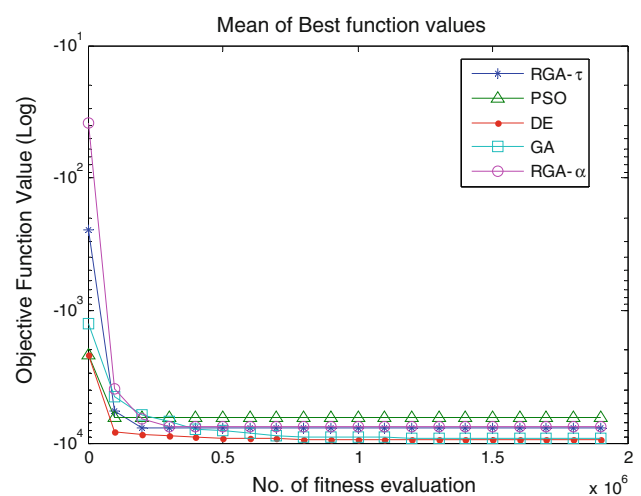 Mean of Best function values
Objective Function Value (Log)
-10^1
-10^2
-10^3
-10^4
RGA-τ
PSO
DE
GA
RGA-α
0 0.5 1 1.5 2
No. of fitness evaluation
x 10^6